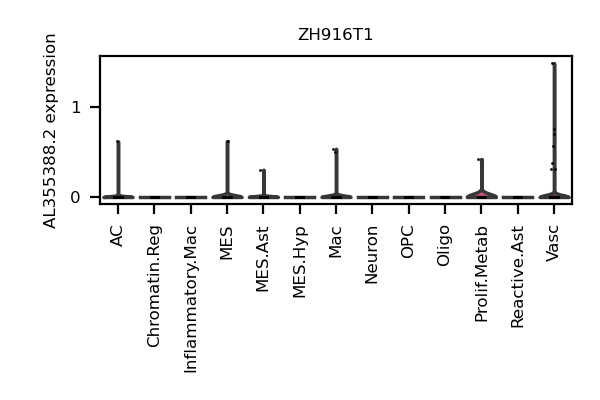 ZH916T1
AL355388.2 expression
1
0
AC
Chromatin.Reg
Inflammatory.Mac
MES
MES.Ast
MES.Hyp
Mac
Neuron
OPC
Oligo
Prolif.Metab
Reactive.Ast
Vasc